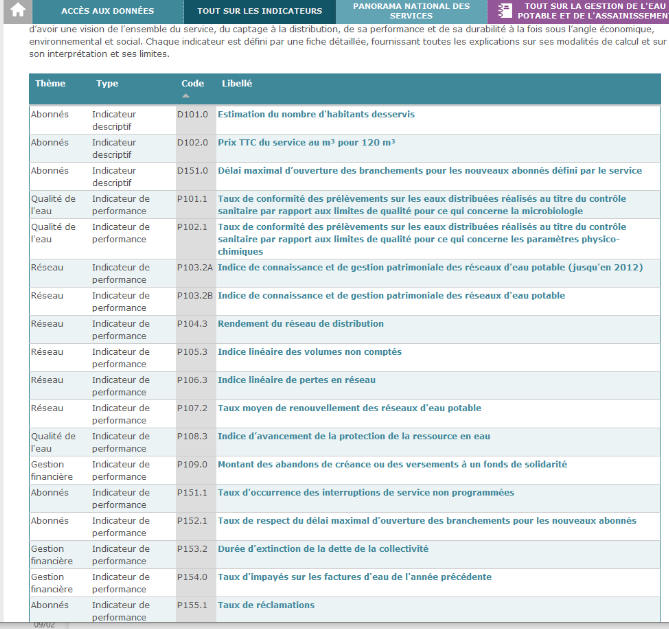 ACCÈS AUX DONNÉES
TOUT SUR LES INDICATEURS
PANORAMA NATIONAL DES
SERVICES
TOUT SUR LA GESTION DE L'EAU
POTABLE ET DE L'ASSAINISSEMEN
d'avoir une vision de l'ensemble du service, du captage à la distribution, de sa performance et de sa durabilité à la fois sous l'angle économique,
environnemental et social. Chaque indicateur est défini par une fiche détaillée, fournissant toutes les explications sur ses modalités de calcul et sur
son interprétation et ses limites.
Thème Type Code Libellé
Abonnés Indicateur descriptif D101.0 Estimation du nombre d'habitants desservis
Abonnés Indicateur descriptif D102.0 Prix TTC du service au m³ pour 120 m³
Abonnés Indicateur descriptif D151.0 Délai maximal d'ouverture des branchements pour les nouveaux abonnés défini par le service
Qualité de l'eau Indicateur de performance P101.1 Taux de conformité des prélèvements sur les eaux distribuées réalisés au titre du contrôle
sanitaire par rapport aux limites de qualité pour ce qui concerne la microbiologie
Qualité de l'eau Indicateur de performance P102.1 Taux de conformité des prélèvements sur les eaux distribuées réalisés au titre du contrôle
sanitaire par rapport aux limites de qualité pour ce qui concerne les paramètres physico-
chimiques
Réseau Indicateur de performance P103.2A Indice de connaissance et de gestion patrimoniale des réseaux d'eau potable (jusqu'en 2012)
Réseau Indicateur de performance P103.2B Indice de connaissance et de gestion patrimoniale des réseaux d'eau potable
Réseau Indicateur de performance P104.3 Rendement du réseau de distribution
Réseau Indicateur de performance P105.3 Indice linéaire des volumes non comptés
Réseau Indicateur de performance P106.3 Indice linéaire de pertes en réseau
Réseau Indicateur de performance P107.2 Taux moyen de renouvellement des réseaux d'eau potable
Qualité de l'eau Indicateur de performance P108.3 Indice d'avancement de la protection de la ressource en eau
Gestion financière Indicateur de performance P109.0 Montant des abandons de créance ou des versements à un fonds de solidarité
Abonnés Indicateur de performance P151.1 Taux d'occurrence des interruptions de service non programmées
Abonnés Indicateur de performance P152.1 Taux de respect du délai maximal d'ouverture des branchements pour les nouveaux abonnés
Gestion financière Indicateur de performance P153.2 Durée d'extinction de la dette de la collectivité
Gestion financière Indicateur de performance P154.0 Taux d'impayés sur les factures d'eau de l'année précédente
Abonnés Indicateur de performance P155.1 Taux de réclamations
09/02